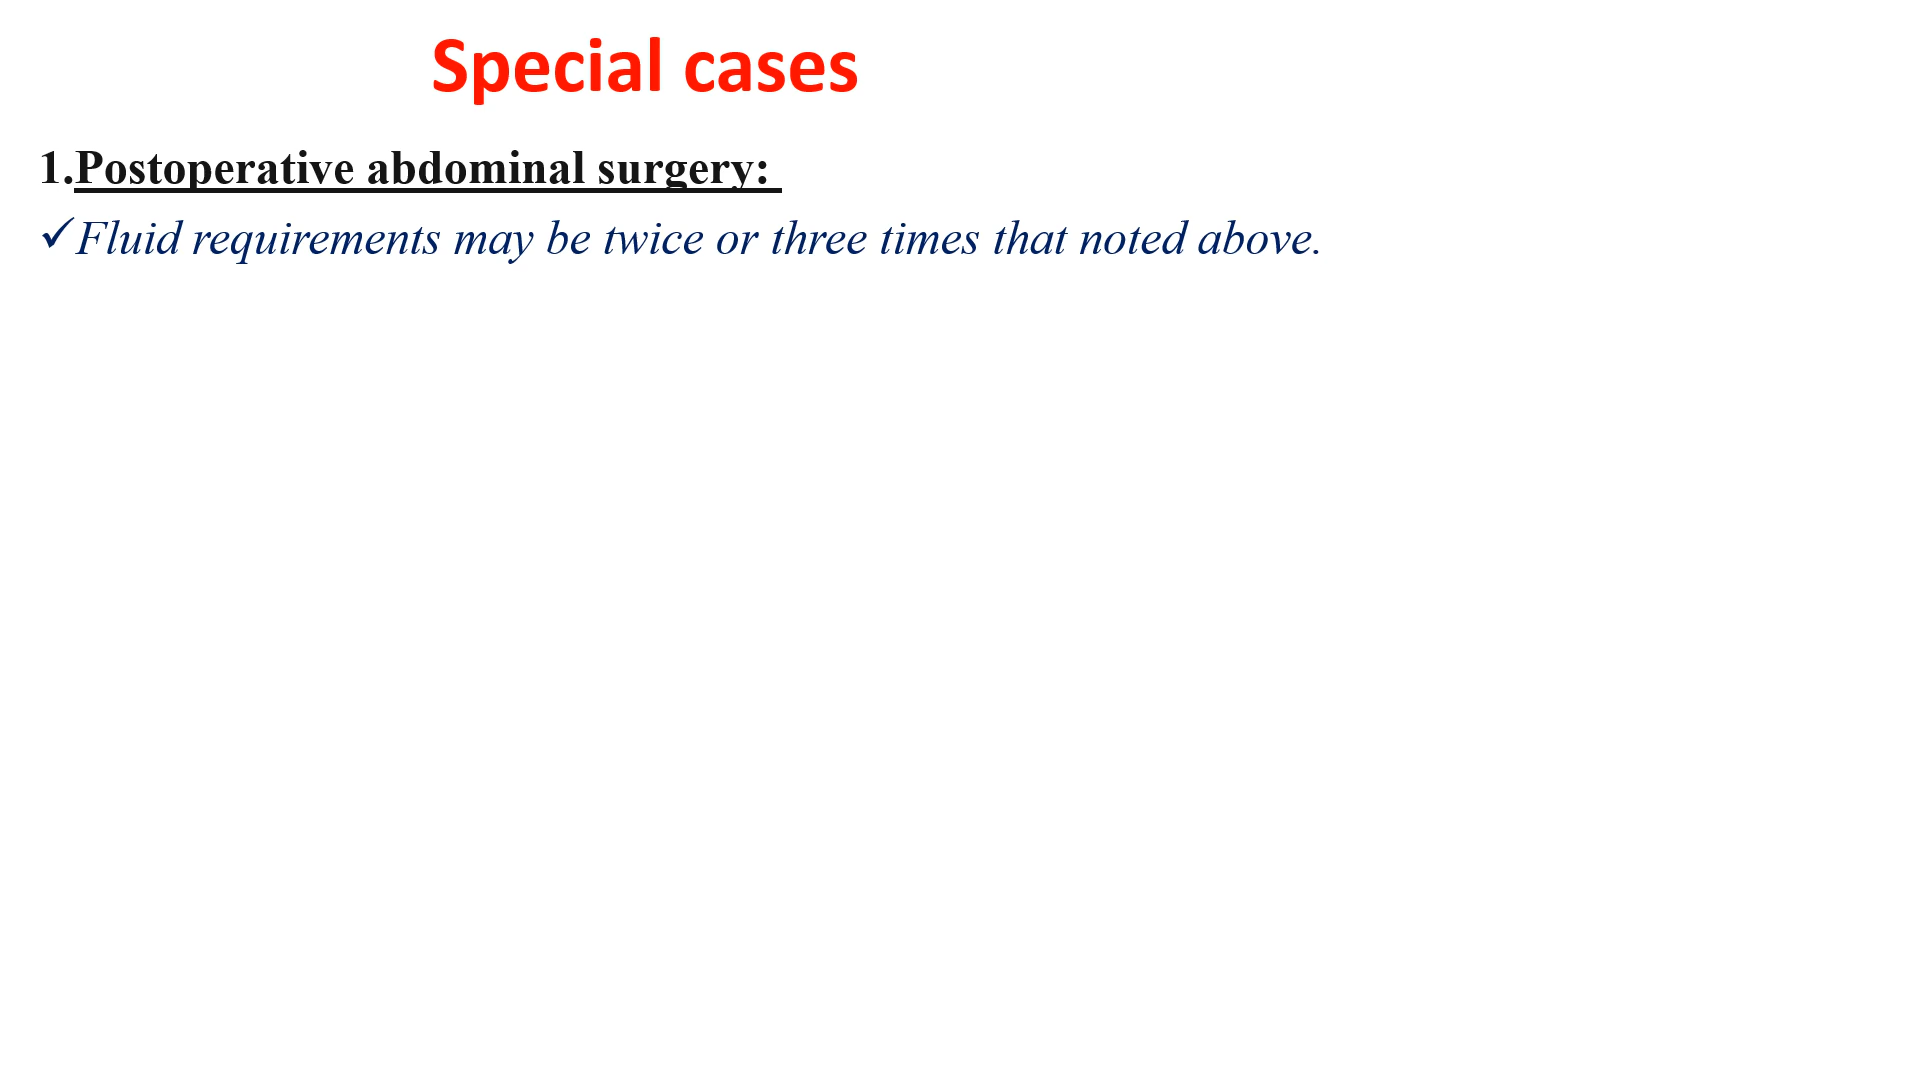 Special cases
1.Postoperative abdominal surgery:
✓Fluid requirements may be twice or three times that noted above.